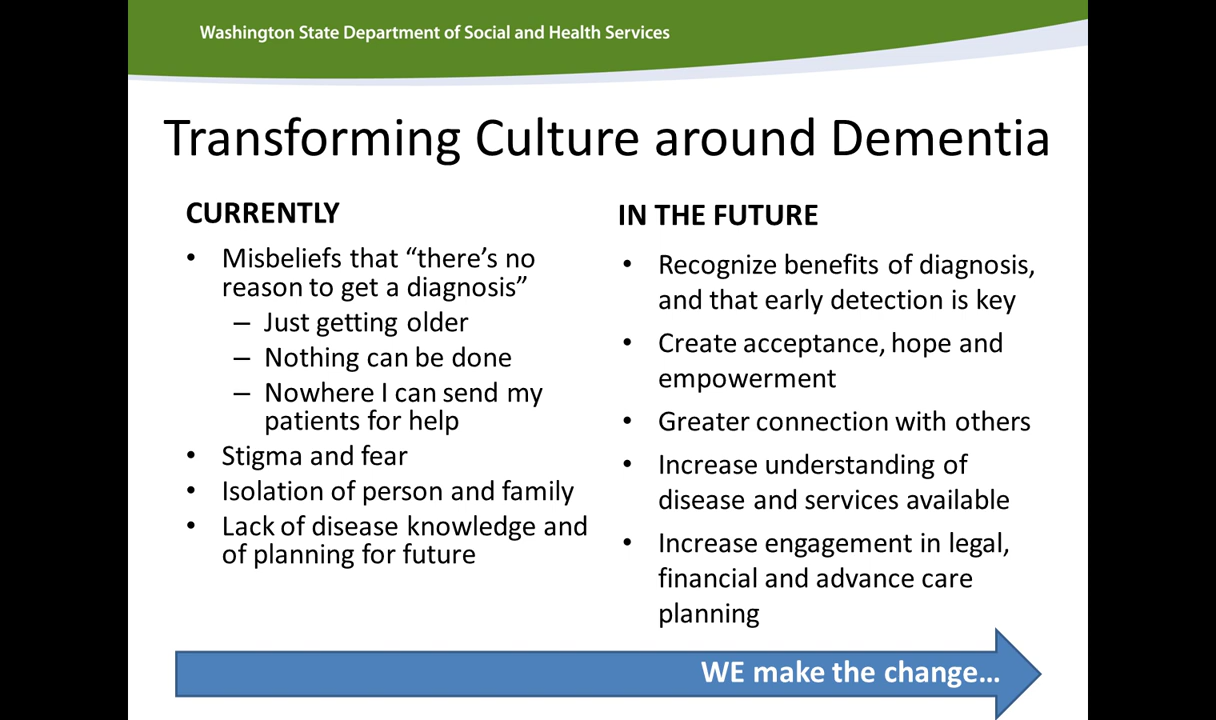 Washington State Department of Social and Health Services
Transforming Culture around Dementia
CURRENTLY
• Misbeliefs that “there’s no
reason to get a diagnosis”
– Just getting older
– Nothing can be done
– Nowhere I can send my
patients for help
• Stigma and fear
• Isolation of person and family
• Lack of disease knowledge and
of planning for future
IN THE FUTURE
• Recognize benefits of diagnosis,
and that early detection is key
• Create acceptance, hope and
empowerment
• Greater connection with others
• Increase understanding of
disease and services available
• Increase engagement in legal,
financial and advance care
planning
WE make the change…